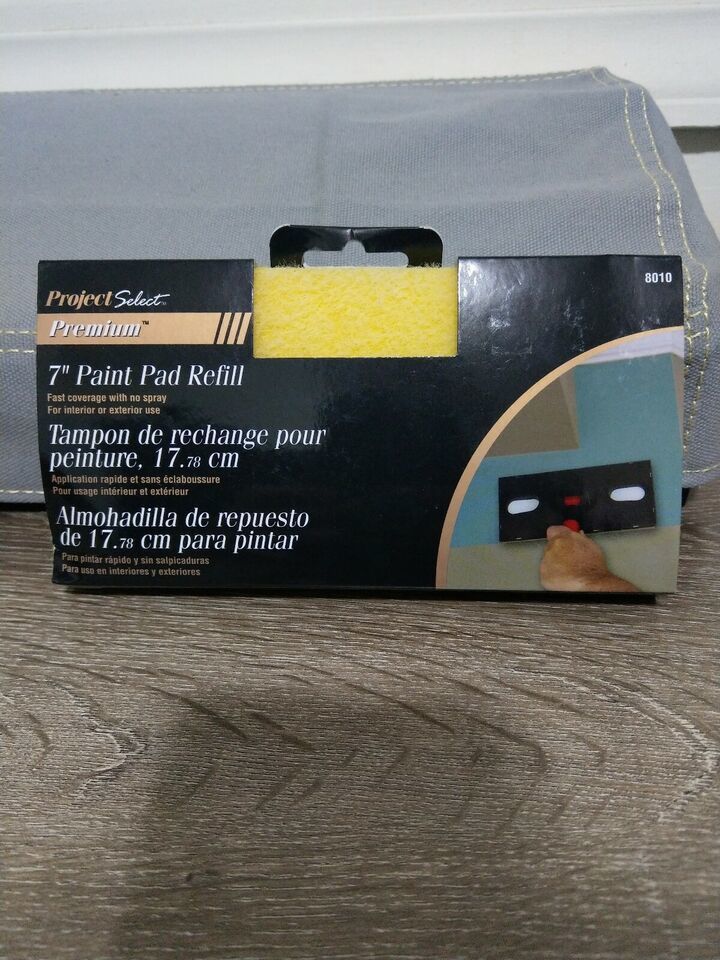 Project Select™
8010
Premium™
7" Paint Pad Refill
Fast coverage with no spray
For interior or exterior use
Tampon de rechange pour
peinture, 17.78 cm
Application rapide et sans éclaboussure
Pour usage intérieur et extérieur
Almohadilla de repuesto
de 17.78 cm para pintar
Para pintar rápido y sin salpicaduras
Para uso en interiores y exteriores